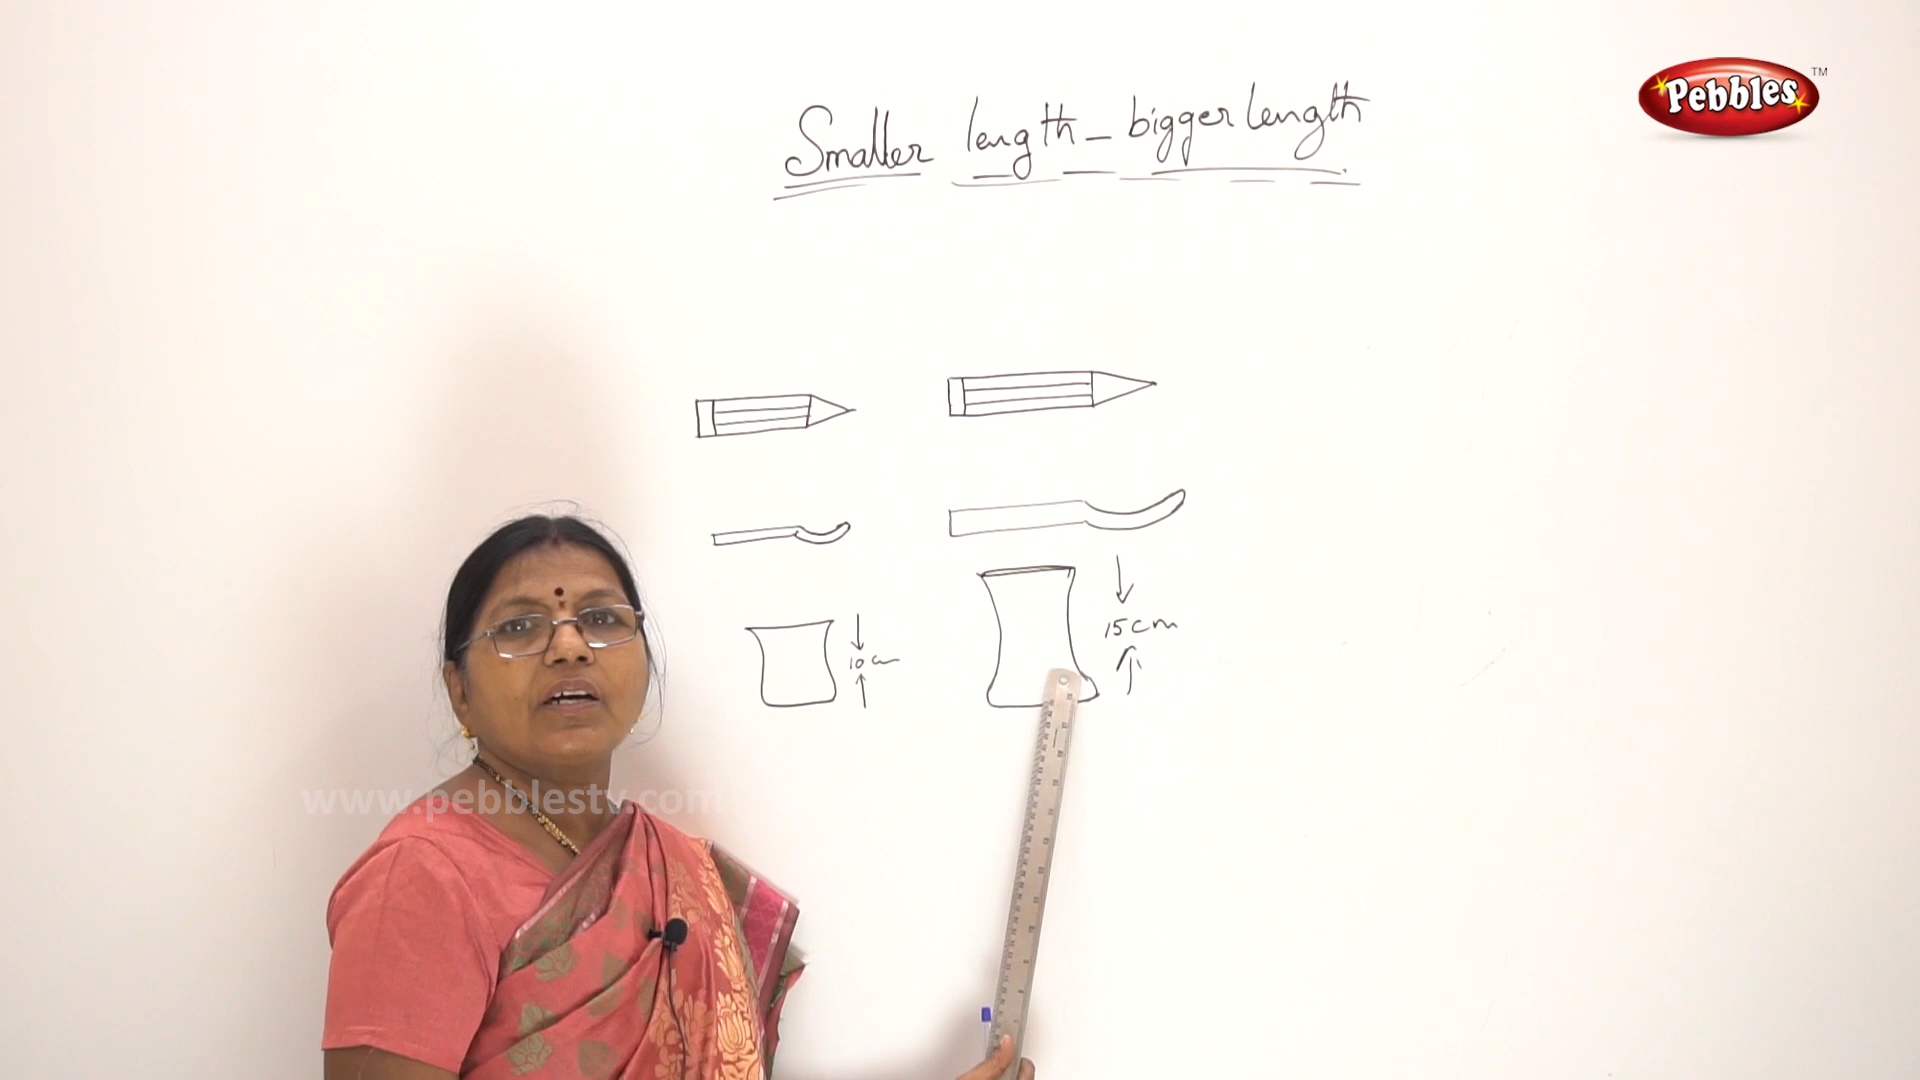 Pebbles TM
Smaller length - bigger length
15 cm
10 cm
www.pebblestv.com